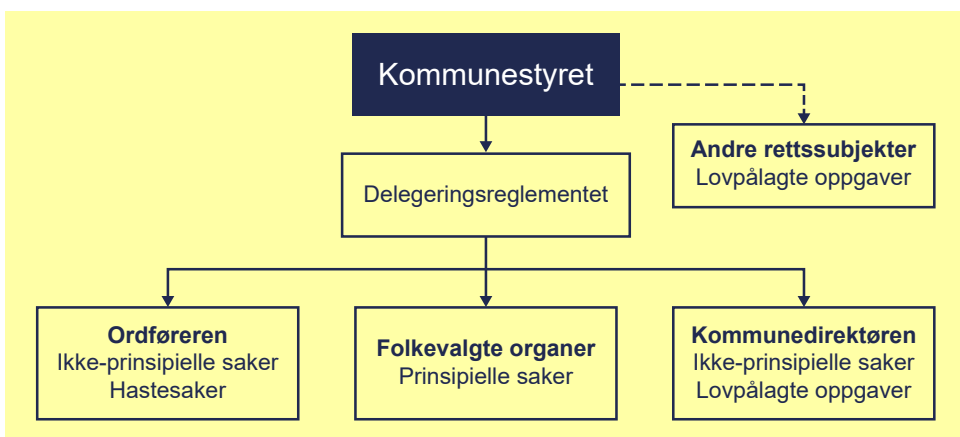 Kommunestyret
Andre rettssubjekter
Lovpålagte oppgaver
Delegeringsreglementet
Ordføreren
Ikke-prinsipielle saker
Hastesaker
Folkevalgte organer
Prinsipielle saker
Kommunedirektøren
Ikke-prinsipielle saker
Lovpålagte oppgaver